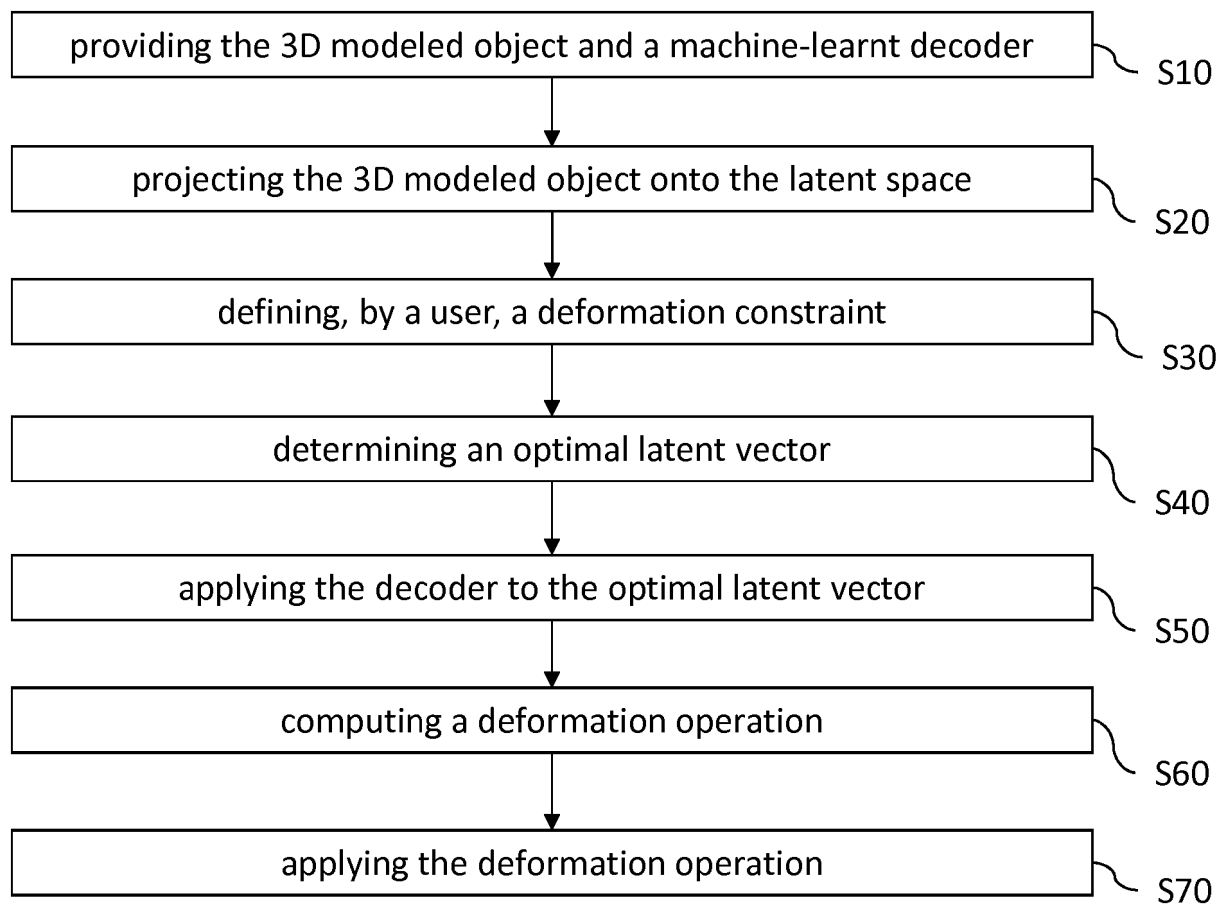 providing the 3D modeled object and a machine-learnt decoder
S10
projecting the 3D modeled object onto the latent space
S20
defining, by a user, a deformation constraint
S30
determining an optimal latent vector
S40
applying the decoder to the optimal latent vector
S50
computing a deformation operation
S60
applying the deformation operation
S70